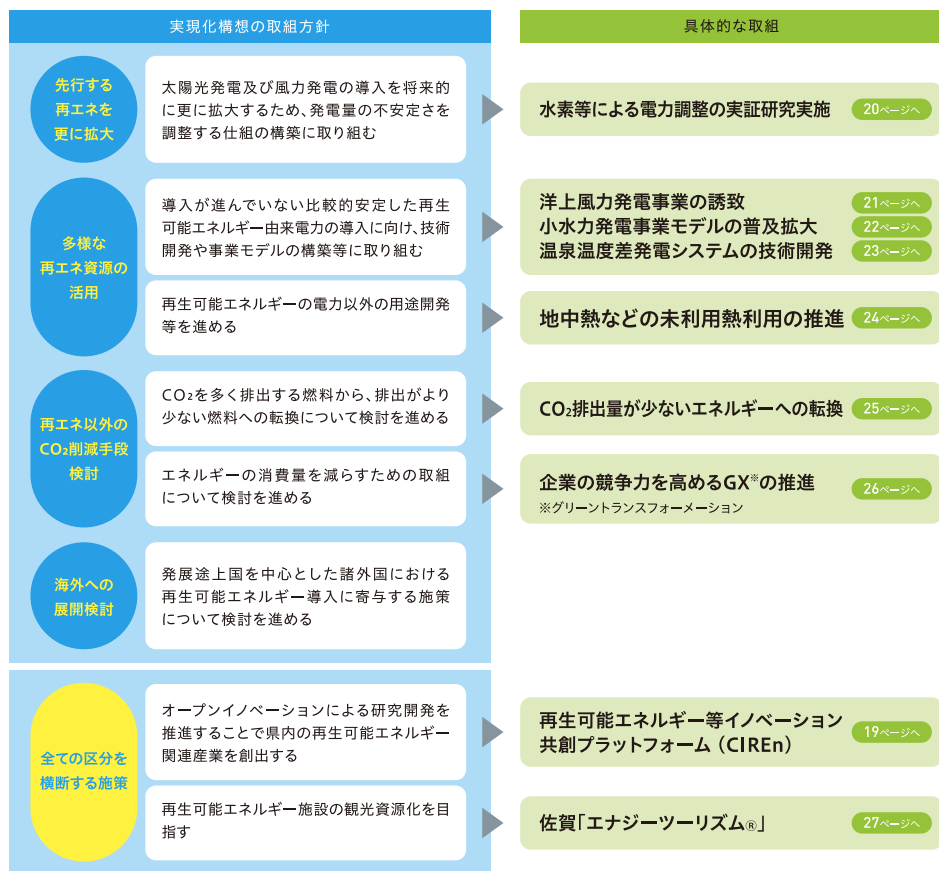 実現化構想の取組方針
具体的な取組
先行する
再エネを
更に拡大
太陽光発電及び風力発電の導入を将来的
に更に拡大するため、発電量の不安定さを
調整する仕組の構築に取り組む
水素等による電力調整の実証研究実施
20ページへ
多様な
再エネ資源の
活用
導入が進んでいない比較的安定した再生
可能エネルギー由来電力の導入に向け、技術
開発や事業モデルの構築等に取り組む
洋上風力発電事業の誘致
21ページへ
小水力発電事業モデルの普及拡大
22ページへ
温泉温度差発電システムの技術開発
23ページへ
再生可能エネルギーの電力以外の用途開発
等を進める
地中熱などの未利用熱利用の推進
24ページへ
再エネ以外の
CO₂削減手段
検討
CO₂を多く排出する燃料から、排出がより
少ない燃料への転換について検討を進める
CO₂排出量が少ないエネルギーへの転換
25ページへ
エネルギーの消費量を減らすための取組
について検討を進める
企業の競争力を高めるGX※の推進
※グリーントランスフォーメーション
26ページへ
海外への
展開検討
発展途上国を中心とした諸外国における
再生可能エネルギー導入に寄与する施策
について検討を進める
全ての区分を
横断する施策
オープンイノベーションによる研究開発を
推進することで県内の再生可能エネルギー
関連産業を創出する
再生可能エネルギー等イノベーション
共創プラットフォーム（CIREn）
19ページへ
再生可能エネルギー施設の観光資源化を目
指す
佐賀「エナジーツーリズム®」
27ページへ